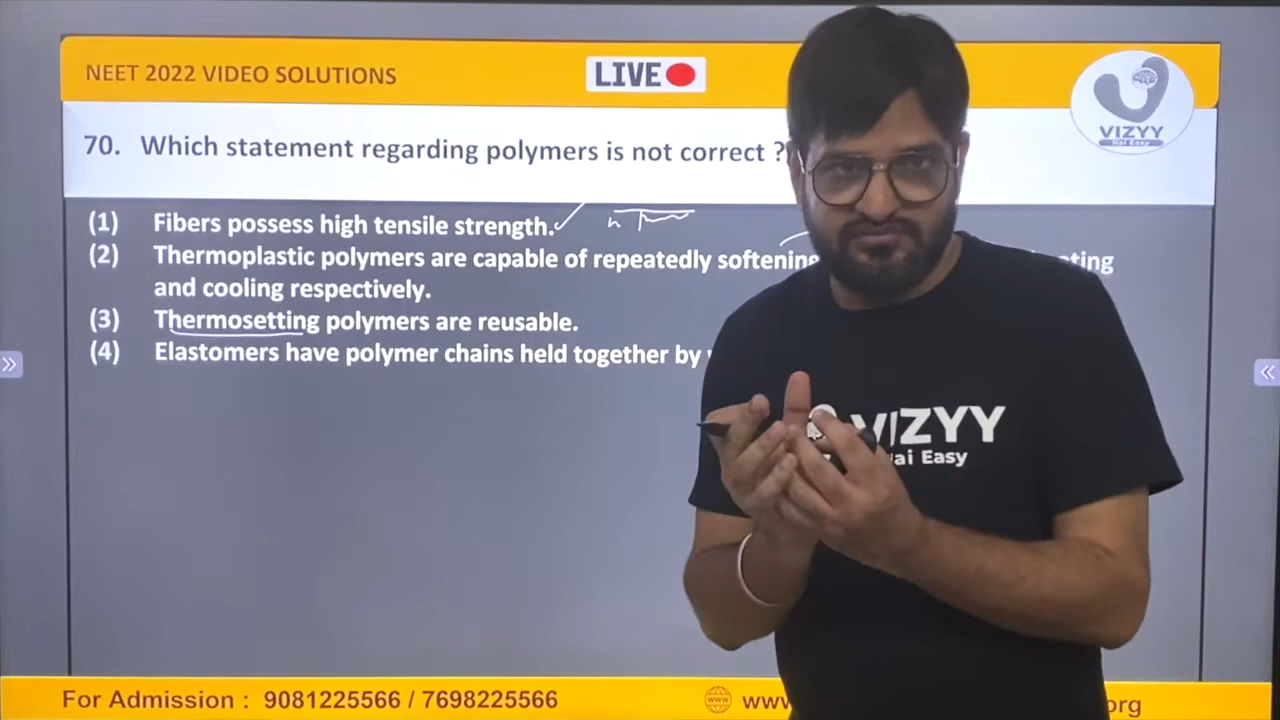 NEET 2022 VIDEO SOLUTIONS
LIVE
VIZYY
Hai Easy
70. Which statement regarding polymers is not correct ?
(1) Fibers possess high tensile strength.
(2) Thermoplastic polymers are capable of repeatedly softening
and cooling respectively.
(3) Thermosetting polymers are reusable.
(4) Elastomers have polymer chains held together by
VIZYY
ai Easy
For Admission : 9081225566 / 7698225566
www
org